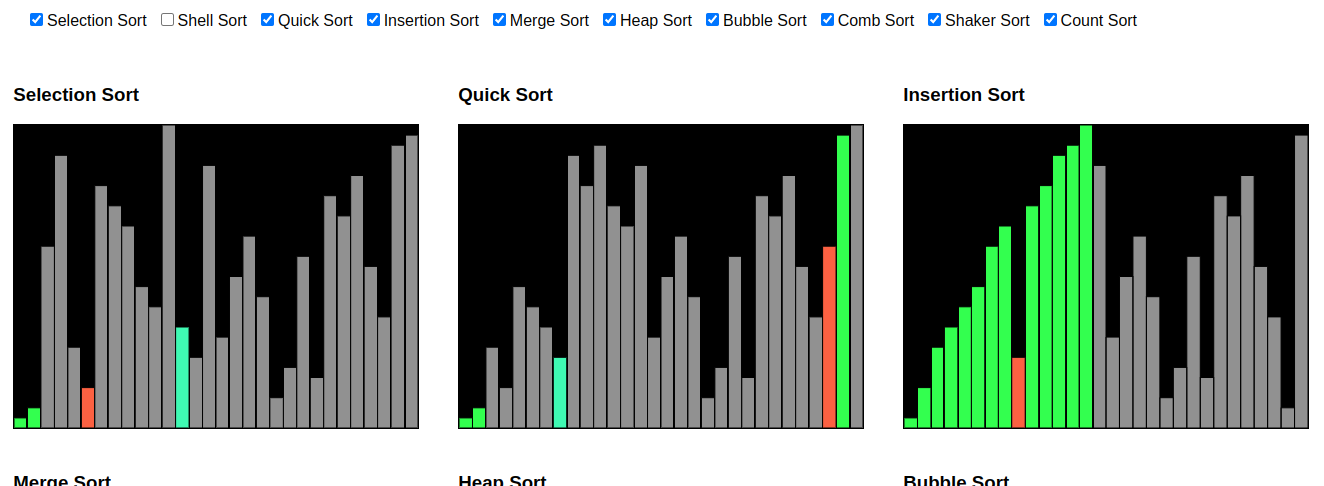 Selection Sort Shell Sort Quick Sort Insertion Sort Merge Sort Heap Sort Bubble Sort Comb Sort Shaker Sort Count Sort
Selection Sort Quick Sort Insertion Sort
Merge Sort Heap Sort Bubble Sort